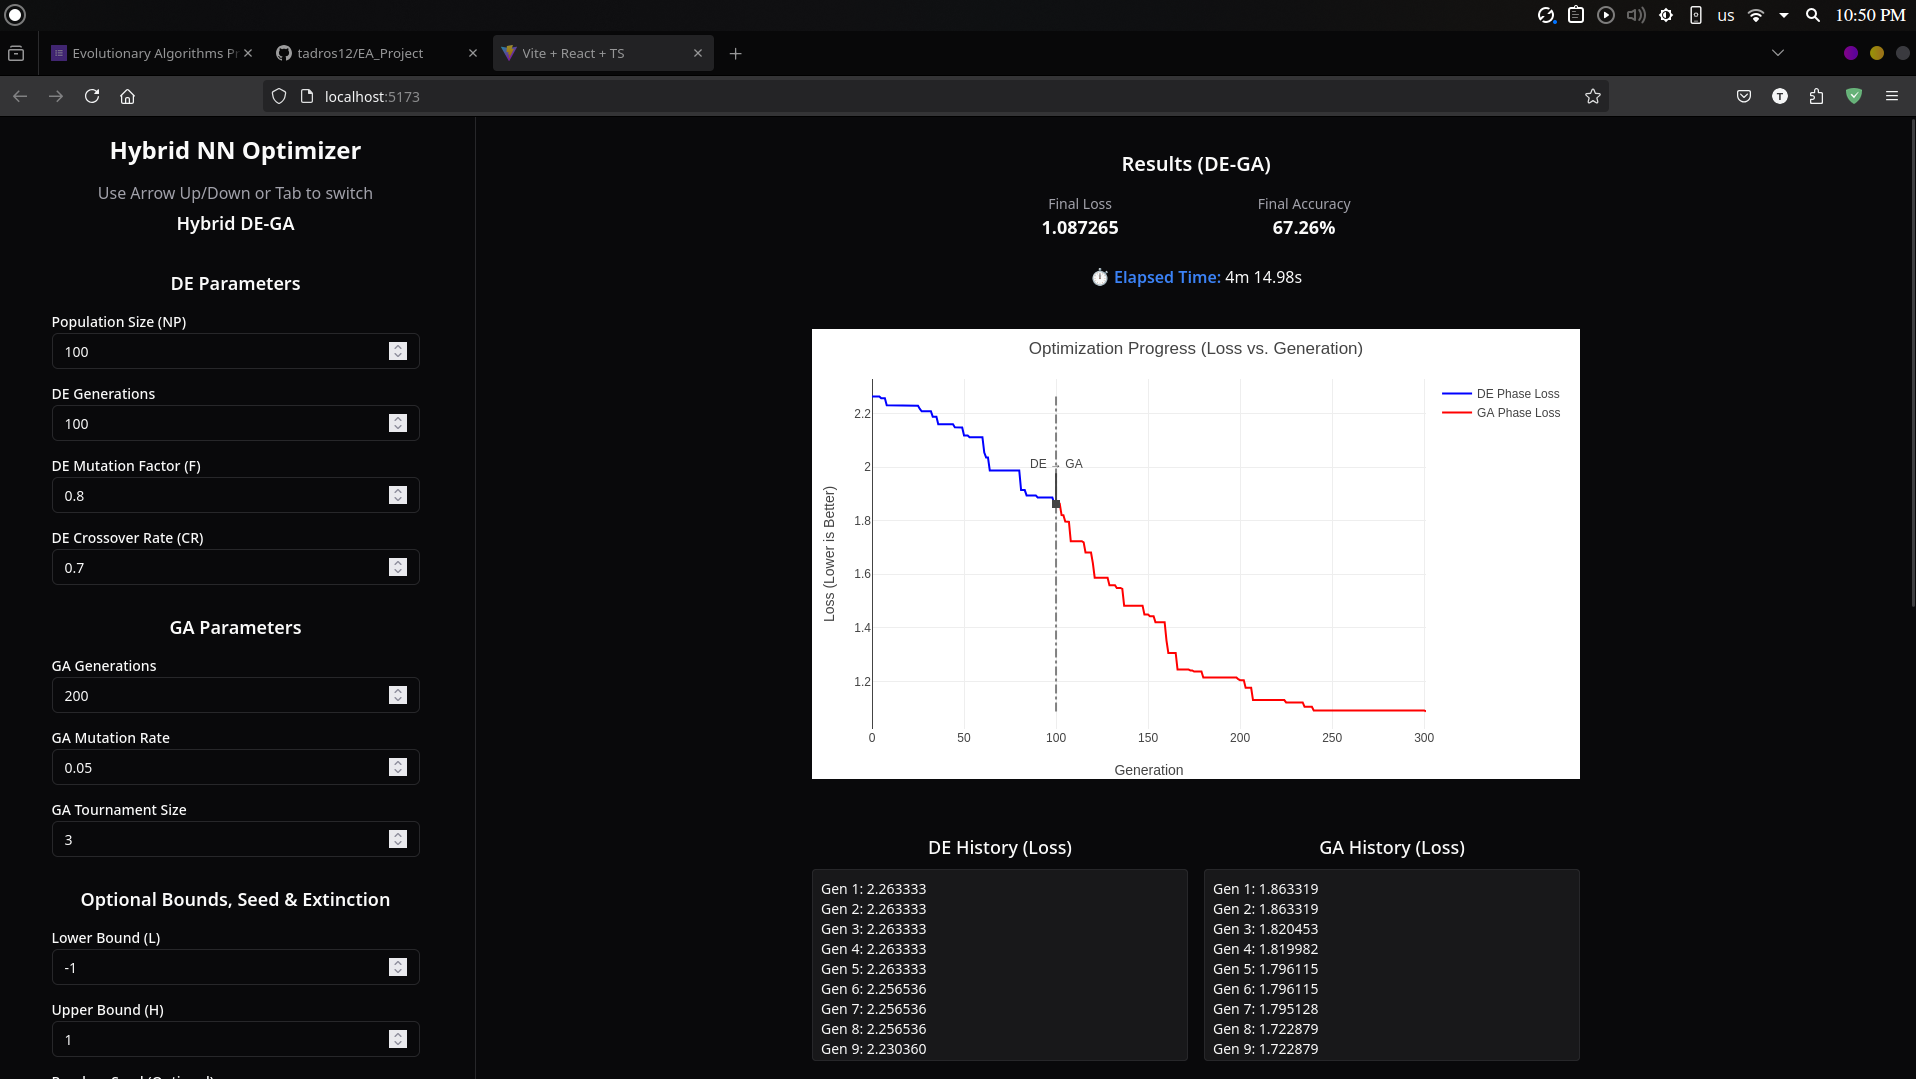 us
10:50 PM
Evolutionary Algorithms Pr
tadros12/EA_Project
Vite + React + TS
localhost:5173
T
Hybrid NN Optimizer
Use Arrow Up/Down or Tab to switch
Hybrid DE-GA
DE Parameters
Population Size (NP)
100
DE Generations
100
DE Mutation Factor (F)
0.8
DE Crossover Rate (CR)
0.7
GA Parameters
GA Generations
200
GA Mutation Rate
0.05
GA Tournament Size
3
Optional Bounds, Seed & Extinction
Lower Bound (L)
-1
Upper Bound (H)
1
Results (DE-GA)
Final Loss
1.087265
Final Accuracy
67.26%
⏱️ Elapsed Time: 4m 14.98s
Optimization Progress (Loss vs. Generation)
DE Phase Loss
GA Phase Loss
2.2
2
1.8
1.6
1.4
1.2
Loss (Lower is Better)
DE → GA
0
50
100
150
200
250
300
Generation
DE History (Loss)
Gen 1: 2.263333
Gen 2: 2.263333
Gen 3: 2.263333
Gen 4: 2.263333
Gen 5: 2.263333
Gen 6: 2.256536
Gen 7: 2.256536
Gen 8: 2.256536
Gen 9: 2.230360
GA History (Loss)
Gen 1: 1.863319
Gen 2: 1.863319
Gen 3: 1.820453
Gen 4: 1.819982
Gen 5: 1.796115
Gen 6: 1.796115
Gen 7: 1.795128
Gen 8: 1.722879
Gen 9: 1.722879